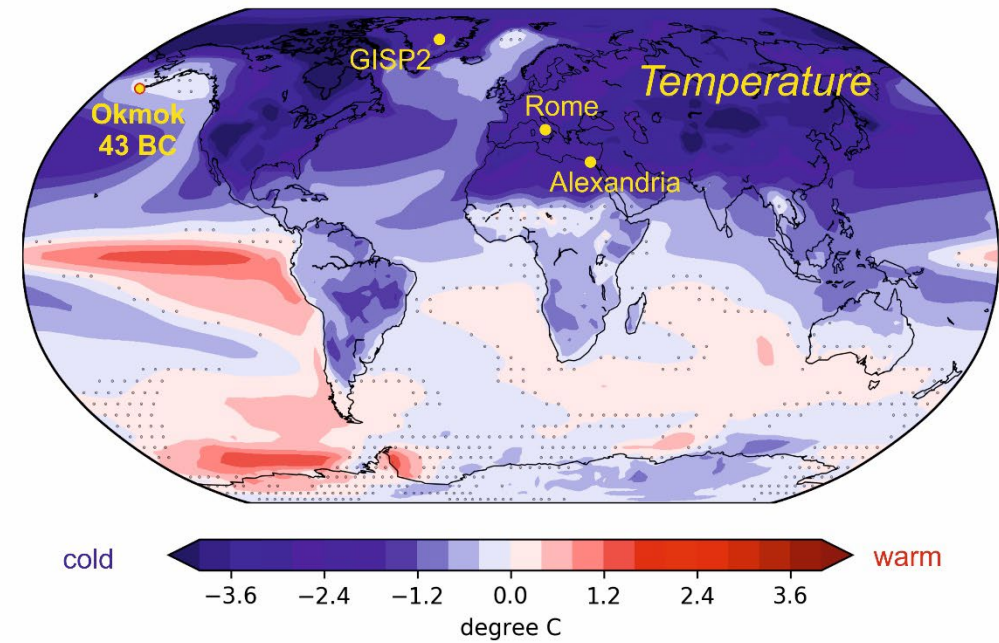 GISP2
Temperature
Okmok
43 BC
Rome
Alexandria
cold
warm
−3.6 −2.4 −1.2 0.0 1.2 2.4 3.6
degree C